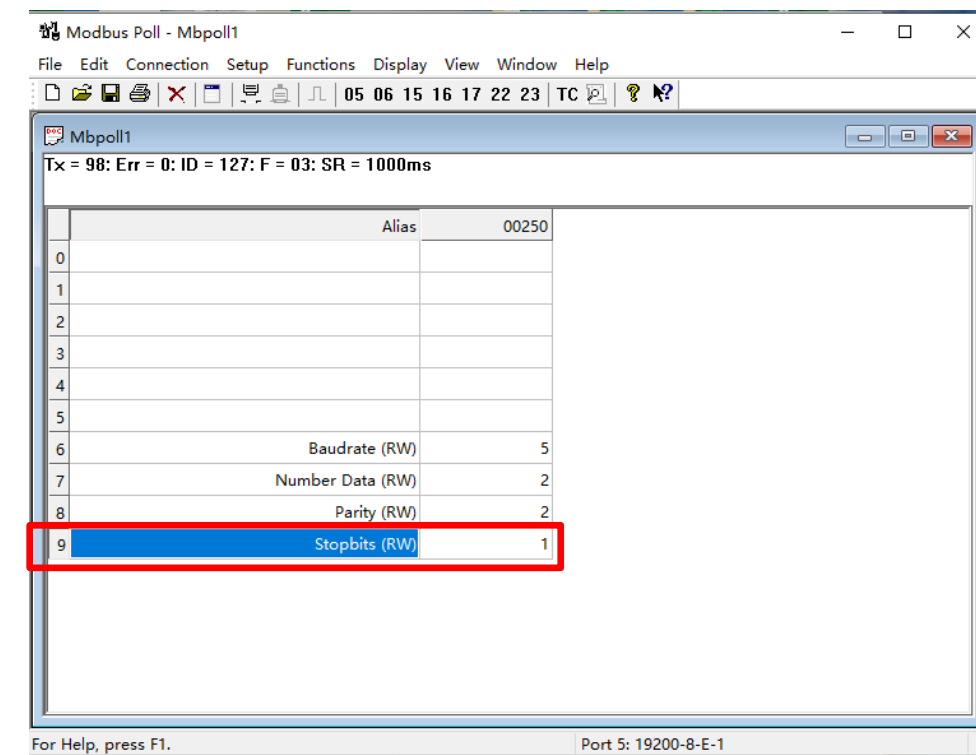 Modbus Poll - Mbpoll1
File Edit Connection Setup Functions Display View Window Help
05 06 15 16 17 22 23 TC
Mbpoll1
Tx = 98: Err = 0: ID = 127: F = 03: SR = 1000ms
Alias 00250
0
1
2
3
4
5
6 Baudrate (RW) 5
7 Number Data (RW) 2
8 Parity (RW) 2
9 Stopbits (RW) 1
For Help, press F1. Port 5: 19200-8-E-1